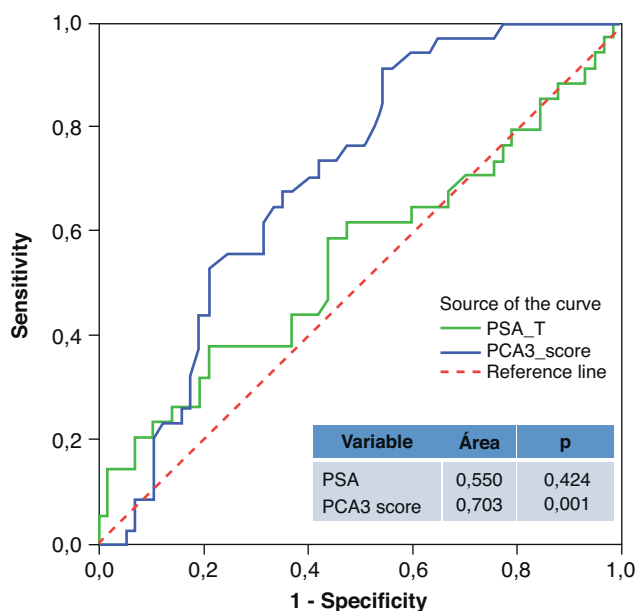 1,0
0,8
0,6
0,4
0,2
0,0
Sensitivity
0,0 0,2 0,4 0,6 0,8 1,0
1 - Specificity
Source of the curve
PSA_T
PCA3_score
Reference line
Variable Área p
PSA 0,550 0,424
PCA3 score 0,703 0,001